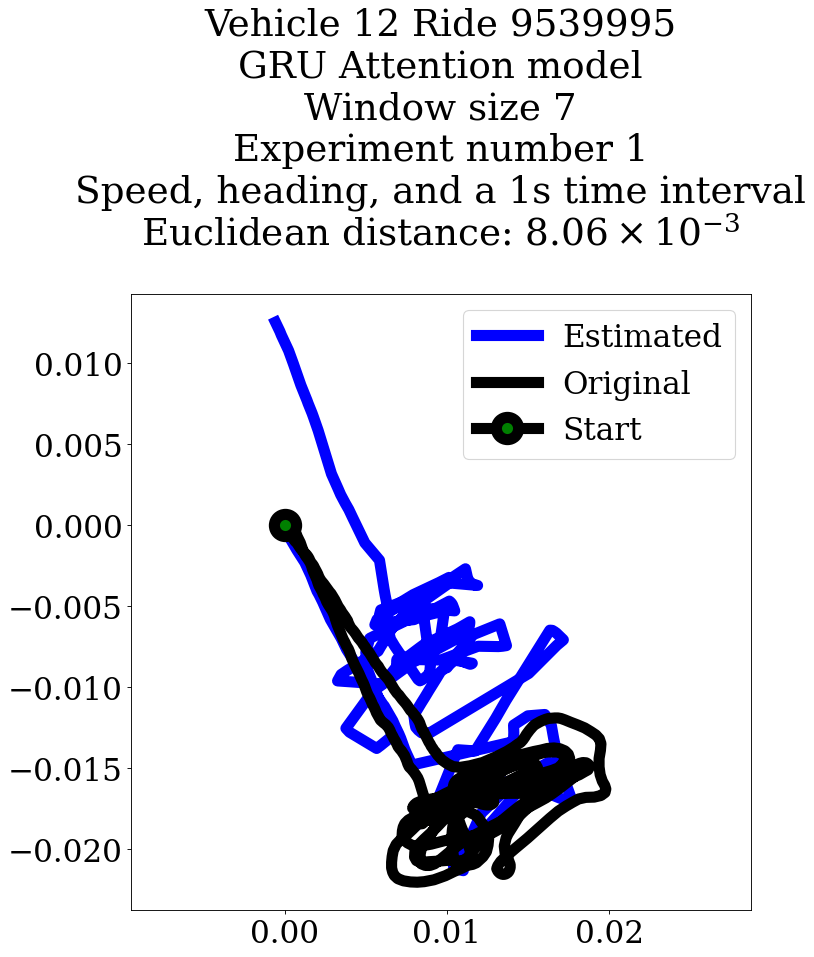 Vehicle 12 Ride 9539995
GRU Attention model
Window size 7
Experiment number 1
Speed, heading, and a 1s time interval
Euclidean distance: 8.06 × 10⁻³
Estimated
Original
Start
0.010
0.005
0.000
−0.005
−0.010
−0.015
−0.020
0.00 0.01 0.02